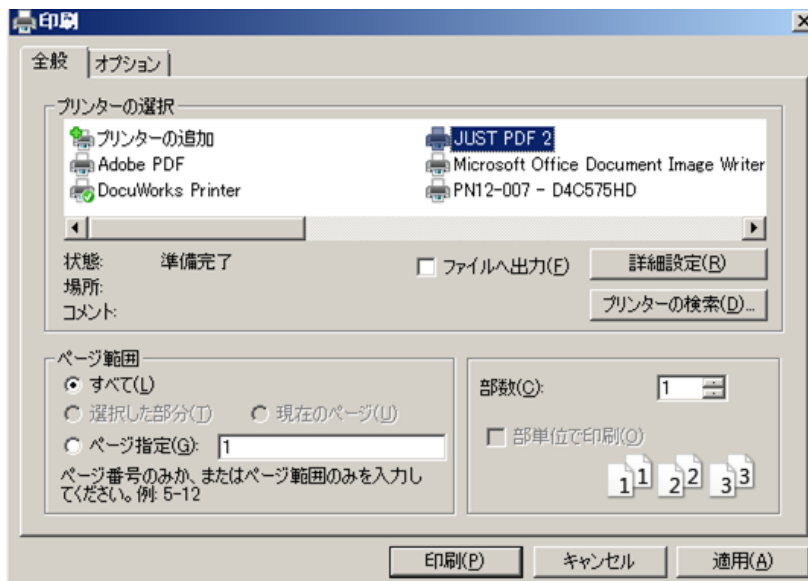 印刷
全般 オプション
プリンターの選択
プリンターの追加 JUST PDF 2
Adobe PDF Microsoft Office Document Image Writer
DocuWorks Printer PN12-007 - D4C575HD
状態: 準備完了 ファイルへ出力(F) 詳細設定(R)
場所:
コメント: プリンターの検索(D)...
ページ範囲
すべて(L) 部数(C): 1
選択した部分(T) 現在のページ(U) 部単位で印刷(O)
ページ指定(G): 1
ページ番号のみか、またはページ範囲のみを入力し
てください。例: 5-12
1 1 2 2 3 3
印刷(P) キャンセル 適用(A)